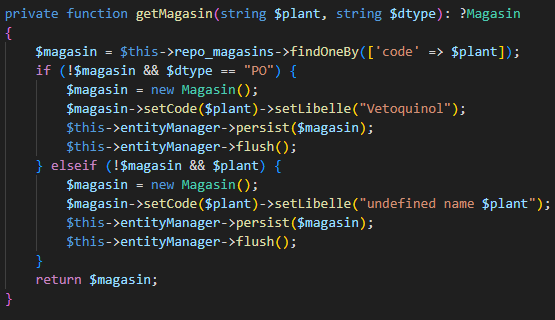 private function getMagasin(string $plant, string $dtype): ?Magasin
{
    $magasin = $this->repo_magasins->findOneBy(['code' => $plant]);
    if (!$magasin && $dtype == "PO") {
        $magasin = new Magasin();
        $magasin->setCode($plant)->setLibelle("Vetoquinol");
        $this->entityManager->persist($magasin);
        $this->entityManager->flush();
    } elseif (!$magasin && $plant) {
        $magasin = new Magasin();
        $magasin->setCode($plant)->setLibelle("undefined name $plant");
        $this->entityManager->persist($magasin);
        $this->entityManager->flush();
    }
    return $magasin;
}